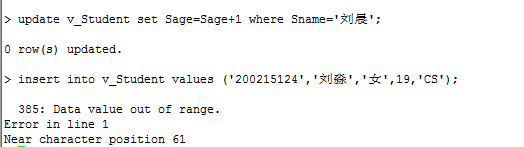 > update v_Student set Sage=Sage+1 where Sname='刘晨';
0 row(s) updated.
> insert into v_Student values ('200215124','刘淼','女',19,'CS');
385: Data value out of range.
Error in line 1
Near character position 61